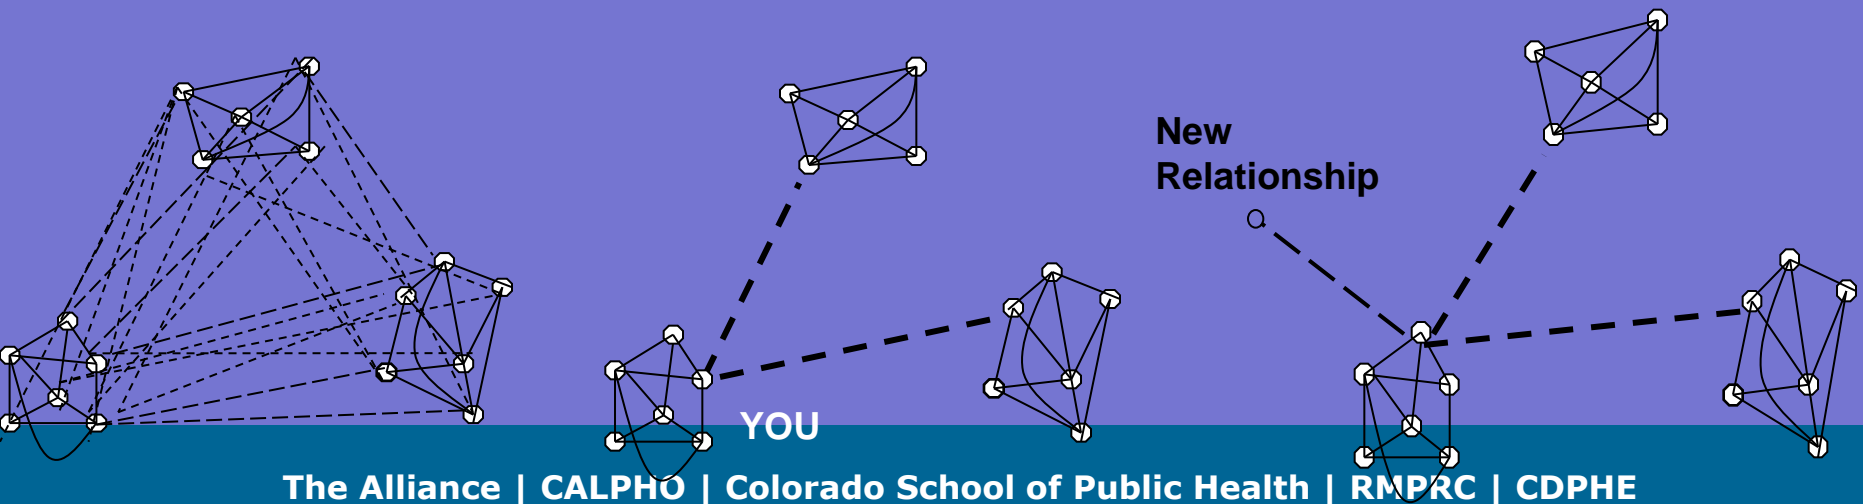 New
Relationship
YOU
The Alliance | CALPHO | Colorado School of Public Health | RMPRC | CDPHE